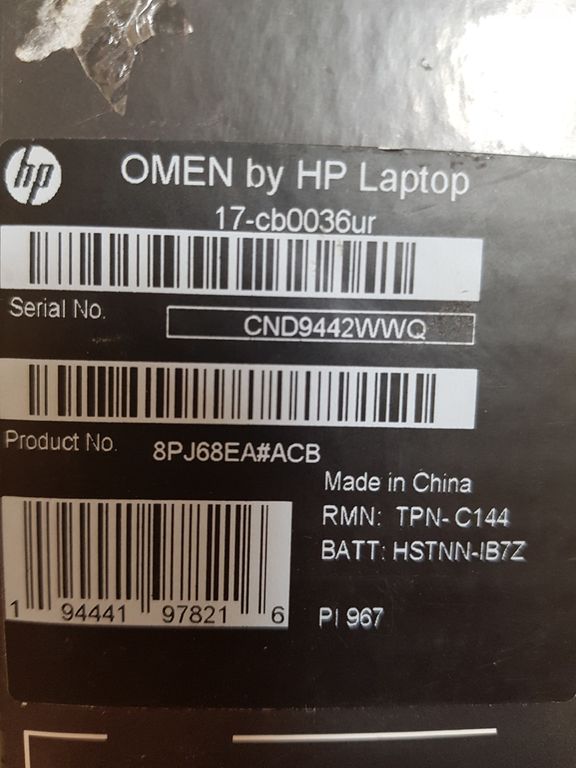 hp
OMEN by HP Laptop
17-cb0036ur
Serial No.
CND9442WWQ
Product No.
8PJ68EA#ACB
Made in China
RMN: TPN- C144
BATT: HSTNN-IB7Z
1 94441 97821 6
PI 967